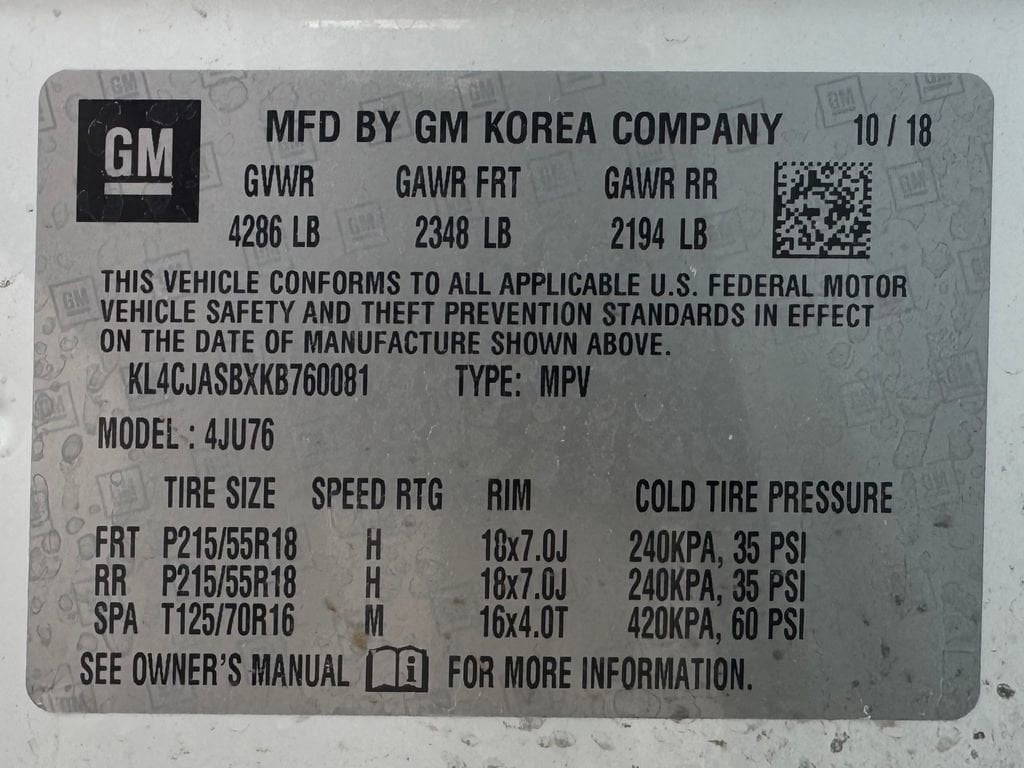 GM MFD BY GM KOREA COMPANY 10 / 18
GVWR GAWR FRT GAWR RR
4286 LB 2348 LB 2194 LB
THIS VEHICLE CONFORMS TO ALL APPLICABLE U.S. FEDERAL MOTOR
VEHICLE SAFETY AND THEFT PREVENTION STANDARDS IN EFFECT
ON THE DATE OF MANUFACTURE SHOWN ABOVE.
KL4CJASBXKB760081 TYPE: MPV
MODEL : 4JU76
TIRE SIZE SPEED RTG RIM COLD TIRE PRESSURE
FRT P215/55R18 H 18x7.0J 240KPA, 35 PSI
RR P215/55R18 H 18x7.0J 240KPA, 35 PSI
SPA T125/70R16 M 16x4.0T 420KPA, 60 PSI
SEE OWNER'S MANUAL i FOR MORE INFORMATION.